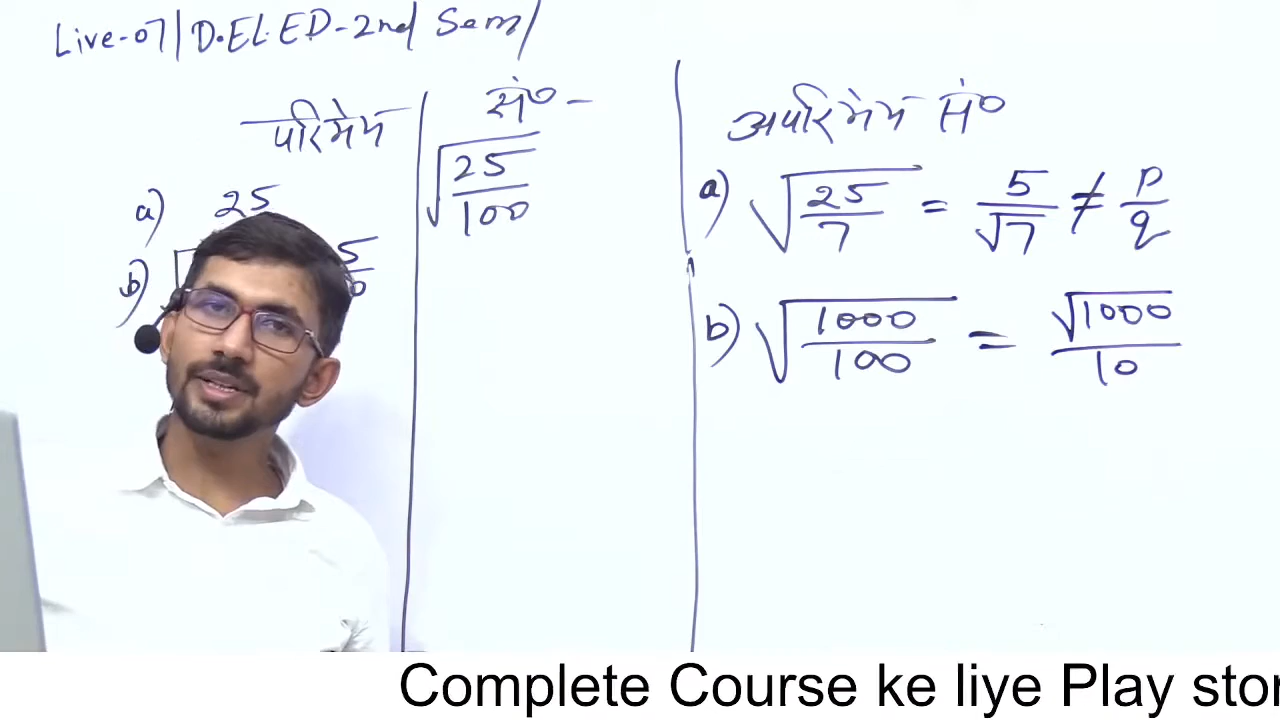 Live-07/D.EL.ED-2nd Sem/
परिमेय सं०-
a) 25
b) 5
√25/100
अपरिमेय सं०
a) √25/7 = 5/√7 ≠ p/q
b) √1000/100 = √1000/10
Complete Course ke liye Play stor